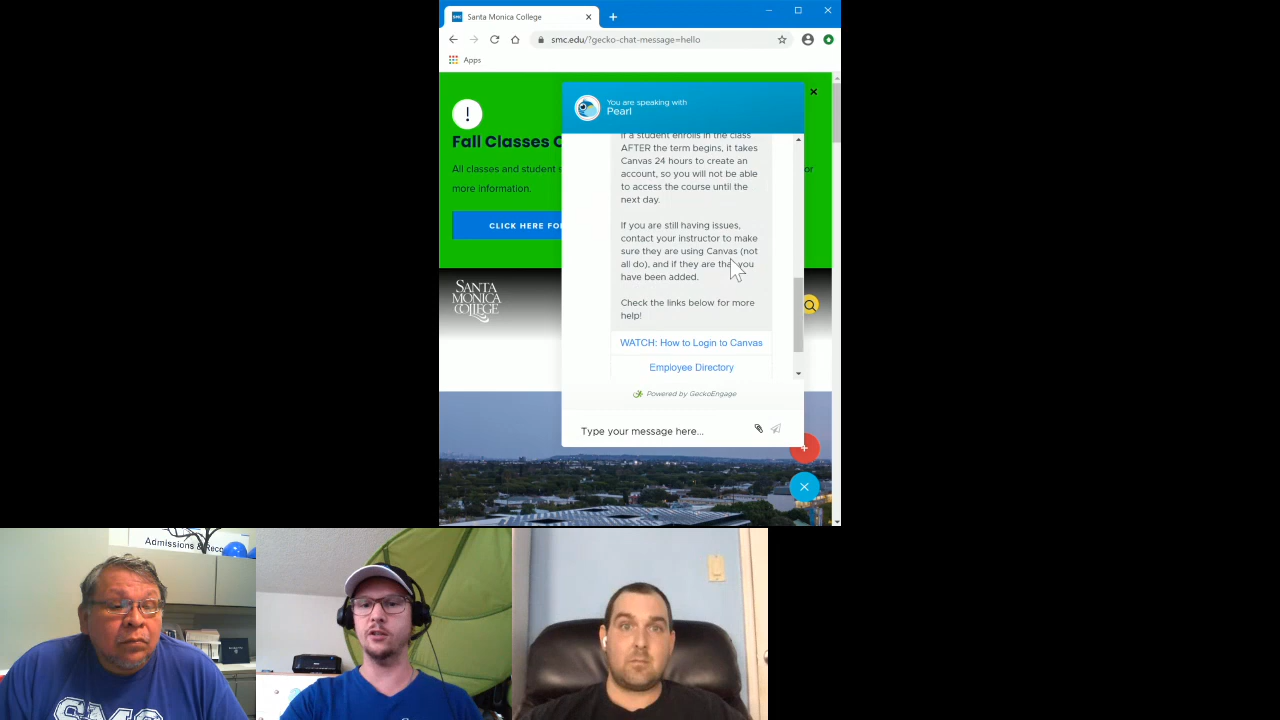 Santa Monica College
smc.edu/?gecko-chat-message=hello
Apps
!
Fall Classes
All classes and student
or
more information.
CLICK HERE FO
SANTA
MONICA
COLLEGE
You are speaking with
Pearl
If a student enrolls in the class
AFTER the term begins, it takes
Canvas 24 hours to create an
account, so you will not be able
to access the course until the
next day.
If you are still having issues,
contact your instructor to make
sure they are using Canvas (not
all do), and if they are that you
have been added.
Check the links below for more
help!
WATCH: How to Login to Canvas
Employee Directory
Powered by GeckoEngage
Type your message here...
Admissions & Reco
SMC